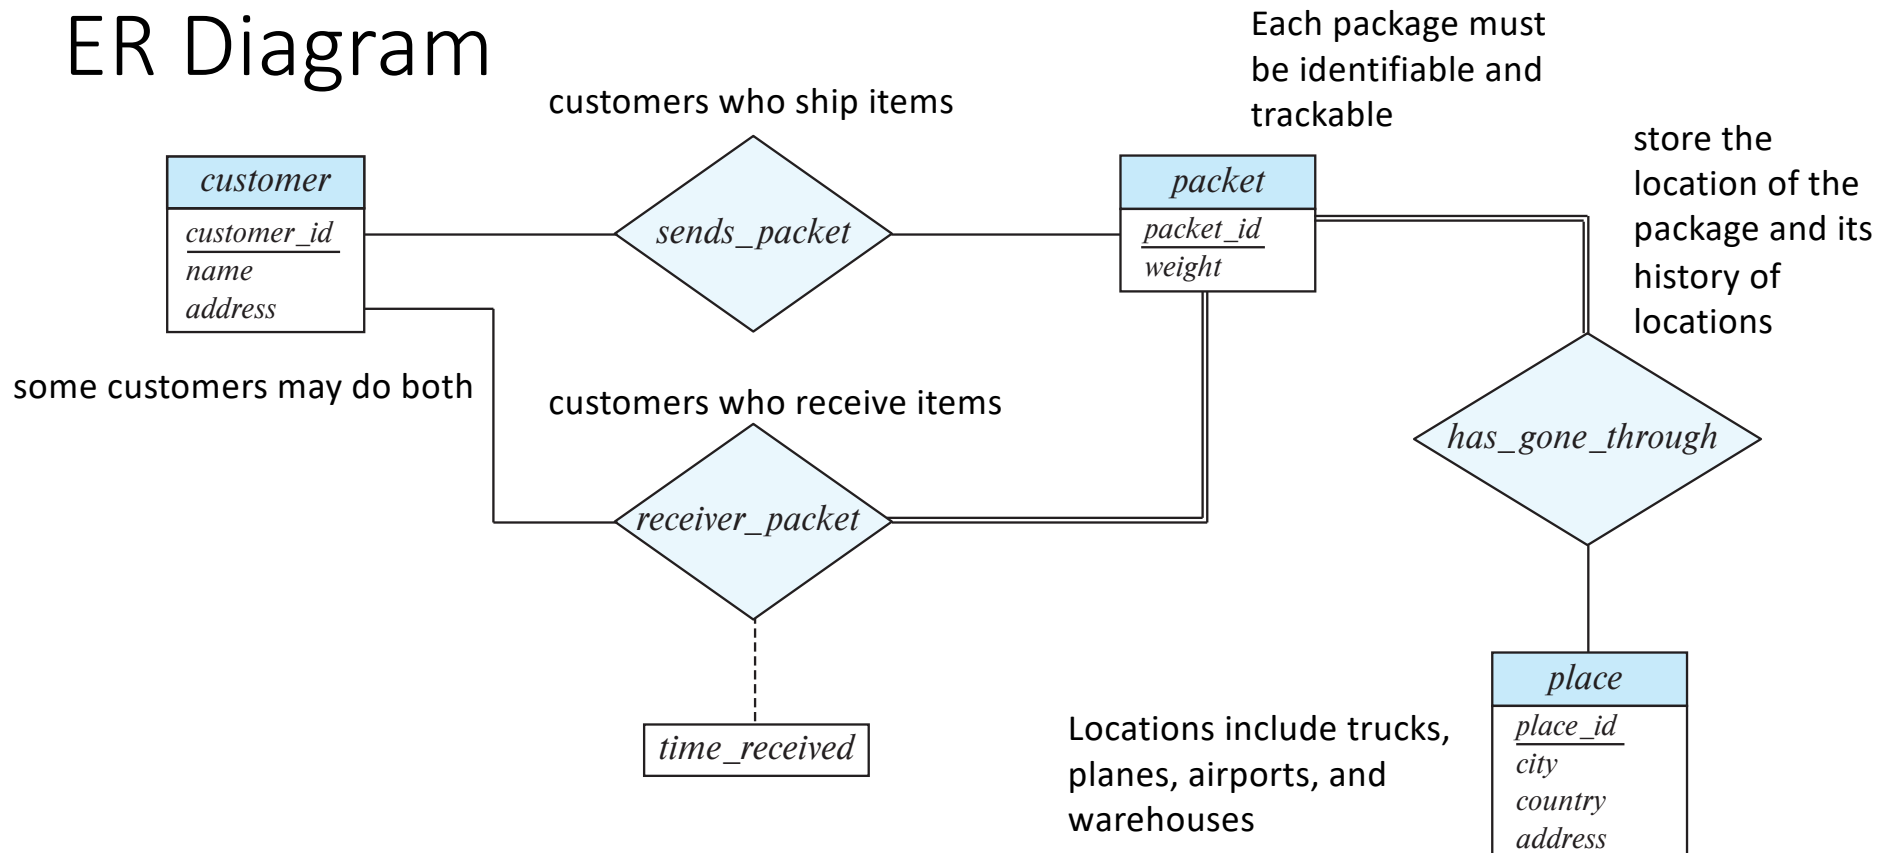 ER Diagram
customers who ship items
Each package must
be identifiable and
trackable
store the
location of the
package and its
history of
locations
customer
customer_id
name
address
sends_packet
packet
packet_id
weight
some customers may do both
customers who receive items
receiver_packet
has_gone_through
time_received
Locations include trucks,
planes, airports, and
warehouses
place
place_id
city
country
address